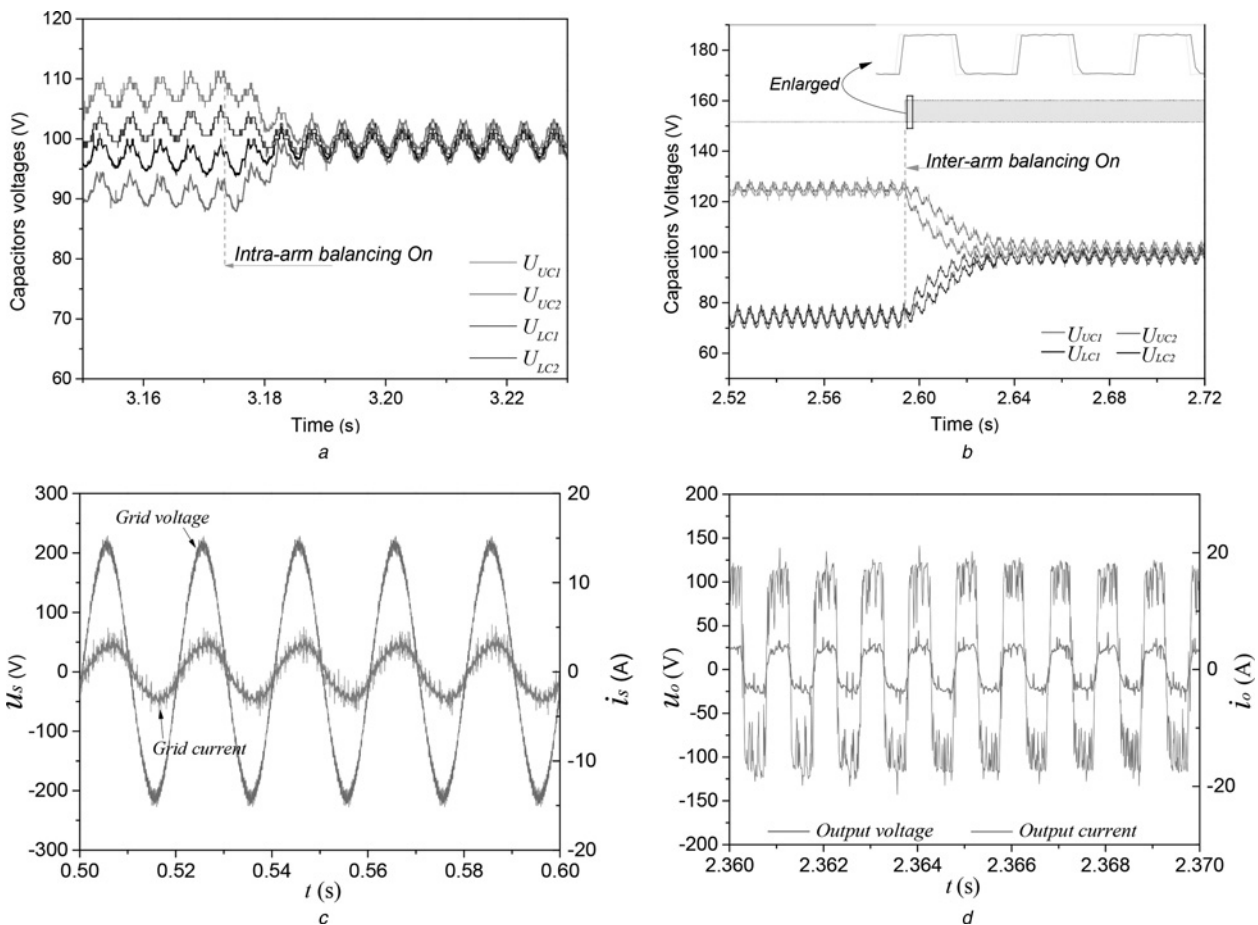 120
110
100
90
80
70
60
Capacitors voltages (V)
Intra-arm balancing On
U_UC1
U_UC2
U_LC1
U_LC2
3.16 3.18 3.20 3.22
Time (s)
a
180
160
140
120
100
80
60
Capacitors Voltages (V)
Enlarged
Inter-arm balancing On
U_UC1 U_UC2
U_LC1 U_LC2
2.52 2.56 2.60 2.64 2.68 2.72
Time (s)
b
300
200
100
0
-100
-200
-300
u_s (V)
Grid voltage
Grid current
20
10
0
-10
-20
i_s (A)
0.50 0.52 0.54 0.56 0.58 0.60
t (s)
c
200
150
100
50
25
0
-25
-50
-100
-150
-200
u_o (V)
20
0
-20
i_o (A)
Output voltage Output current
2.360 2.362 2.364 2.366 2.368 2.370
t (s)
d